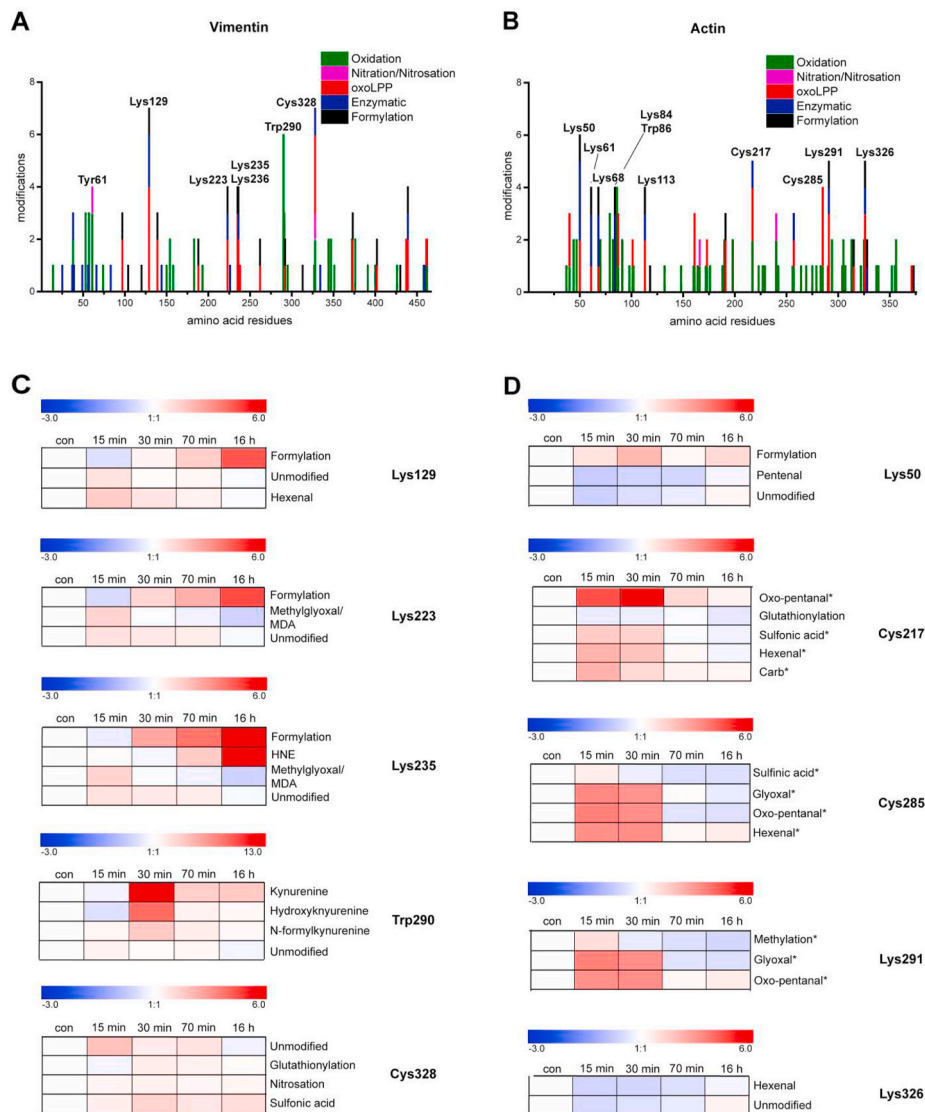 A
Vimentin
Oxidation
Nitration/Nitrosation
oxoLPP
Enzymatic
Formylation
8
6
4
2
0
modifications
Lys129
Cys328
Trp290
Lys235
Tyr61
Lys223
Lys236
50 100 150 200 250 300 350 400 450
amino acid residues
B
Actin
Oxidation
Nitration/Nitrosation
oxoLPP
Enzymatic
Formylation
8
6
4
2
0
modifications
Lys84
Lys50
Trp86
Lys61
Cys217
Lys291
Lys326
Lys68
Cys285
Lys113
50 100 150 200 250 300 350
amino acid residues
C
-3.0 1:1 6.0
con 15 min 30 min 70 min 16 h
Formylation
Unmodified
Hexenal
Lys129
-3.0 1:1 6.0
con 15 min 30 min 70 min 16 h
Formylation
Methylglyoxal/
MDA
Unmodified
Lys223
-3.0 1:1 6.0
con 15 min 30 min 70 min 16 h
Formylation
HNE
Methylglyoxal/
MDA
Unmodified
Lys235
-3.0 1:1 13.0
con 15 min 30 min 70 min 16 h
Kynurenine
Hydroxyknyurenine
N-formylkynurenine
Unmodified
Trp290
-3.0 1:1 6.0
con 15 min 30 min 70 min 16 h
Unmodified
Glutathionylation
Nitrosation
Sulfonic acid
Cys328
D
-3.0 1:1 6.0
con 15 min 30 min 70 min 16 h
Formylation
Pentenal
Unmodified
Lys50
-3.0 1:1 6.0
con 15 min 30 min 70 min 16 h
Oxo-pentanal*
Glutathionylation
Sulfonic acid*
Hexenal*
Carb*
Cys217
-3.0 1:1 6.0
con 15 min 30 min 70 min 16 h
Sulfinic acid*
Glyoxal*
Oxo-pentanal*
Hexenal*
Cys285
-3.0 1:1 6.0
con 15 min 30 min 70 min 16 h
Methylation*
Glyoxal*
Oxo-pentanal*
Lys291
-3.0 1:1 6.0
con 15 min 30 min 70 min 16 h
Hexenal
Unmodified
Lys326